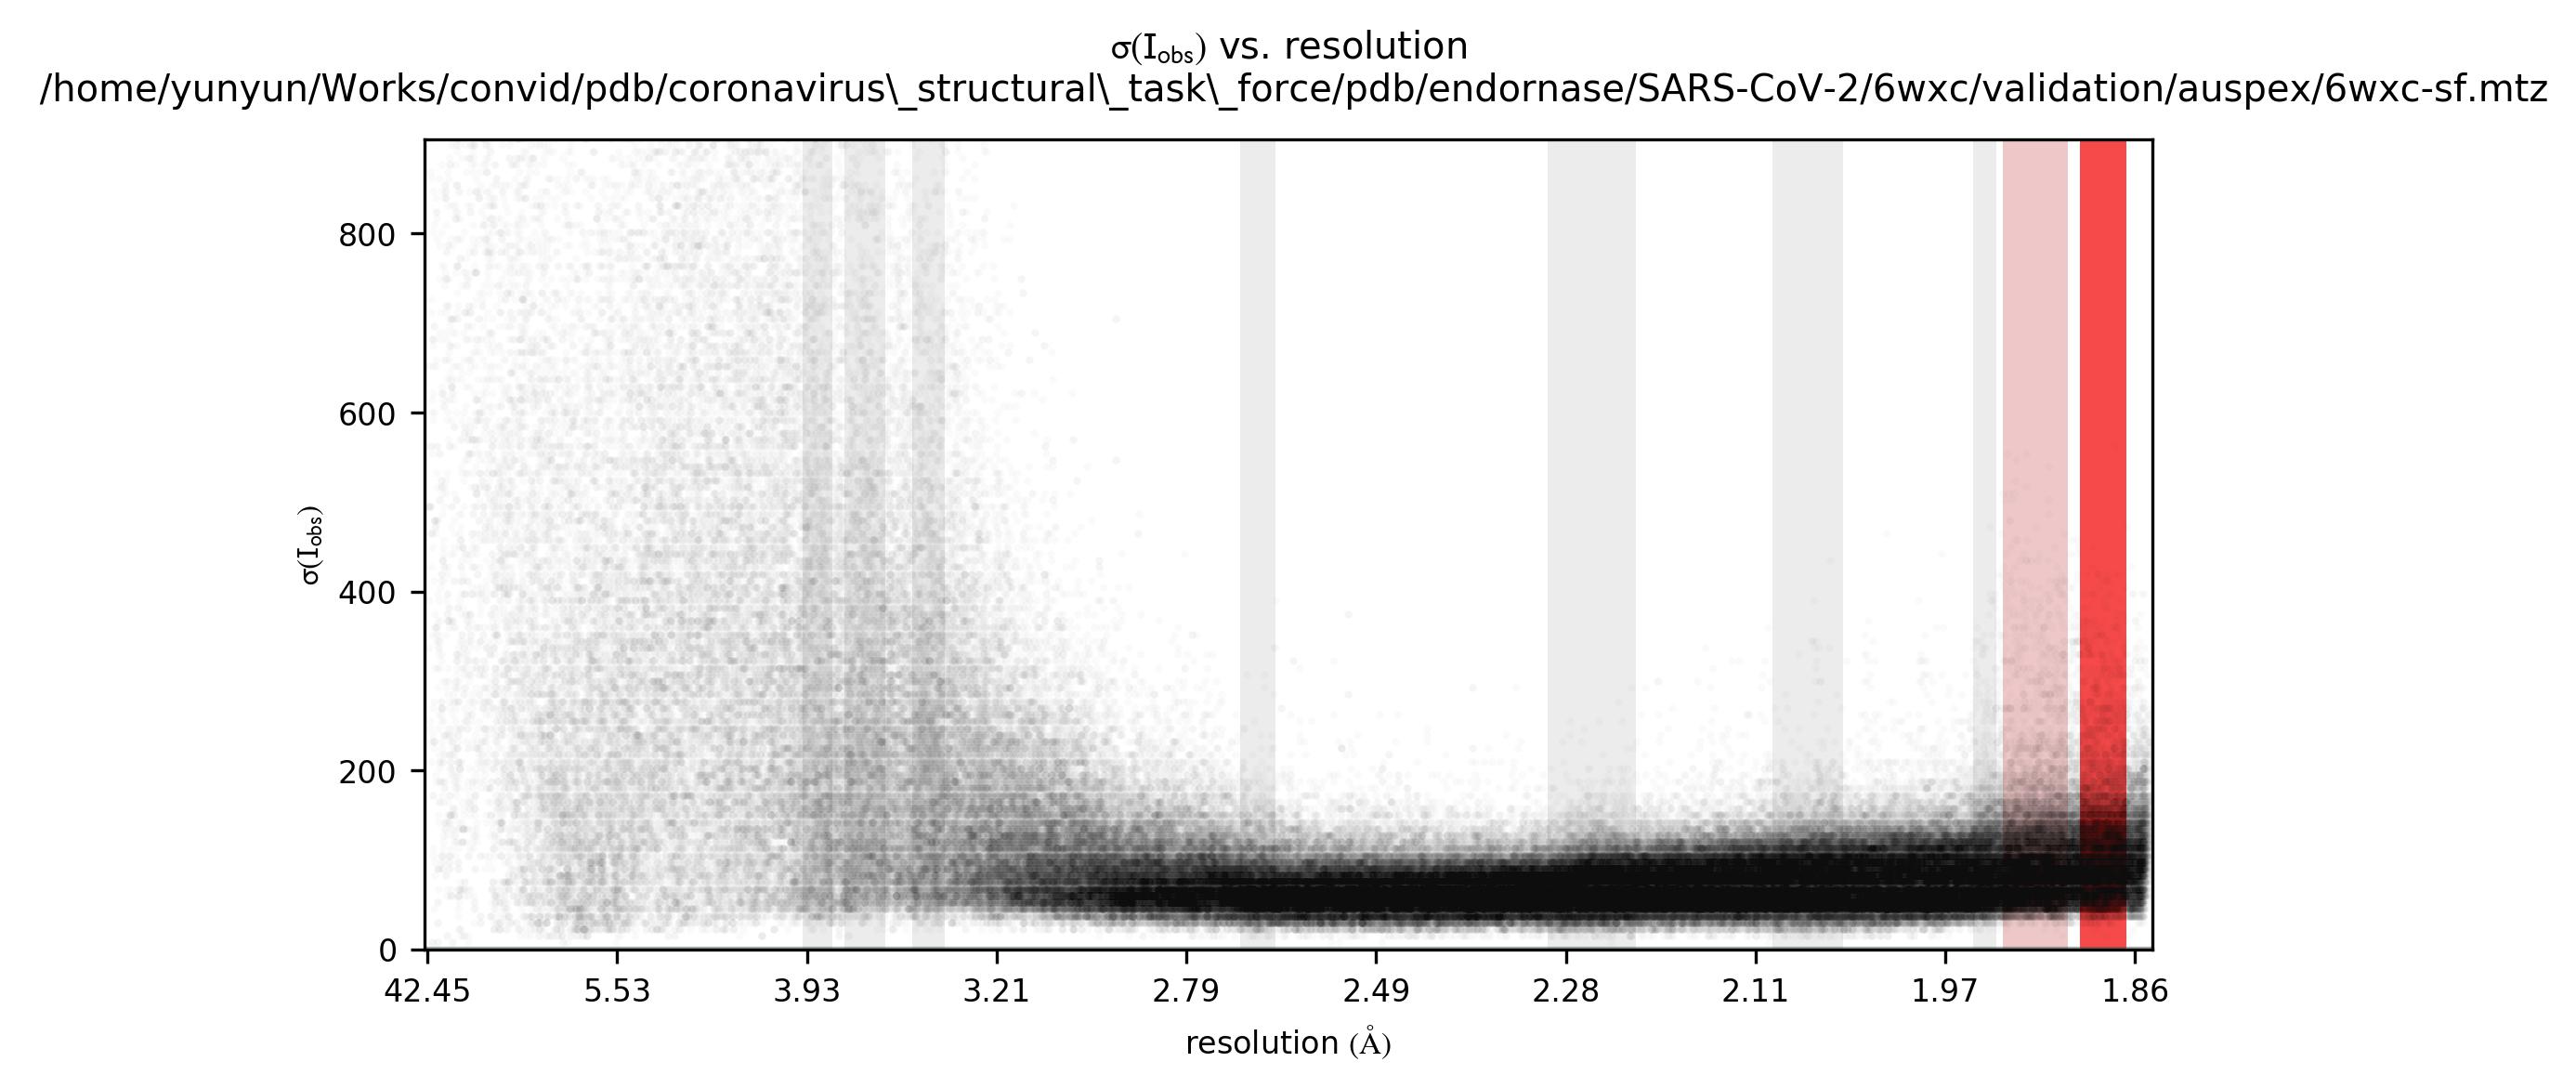 σ(Iobs) vs. resolution
/home/yunyun/Works/convid/pdb/coronavirus\_structural\_task\_force/pdb/endornase/SARS-CoV-2/6wxc/validation/auspex/6wxc-sf.mtz
800
600
400
200
0
σ(Iobs)
42.45 5.53 3.93 3.21 2.79 2.49 2.28 2.11 1.97 1.86
resolution (Å)